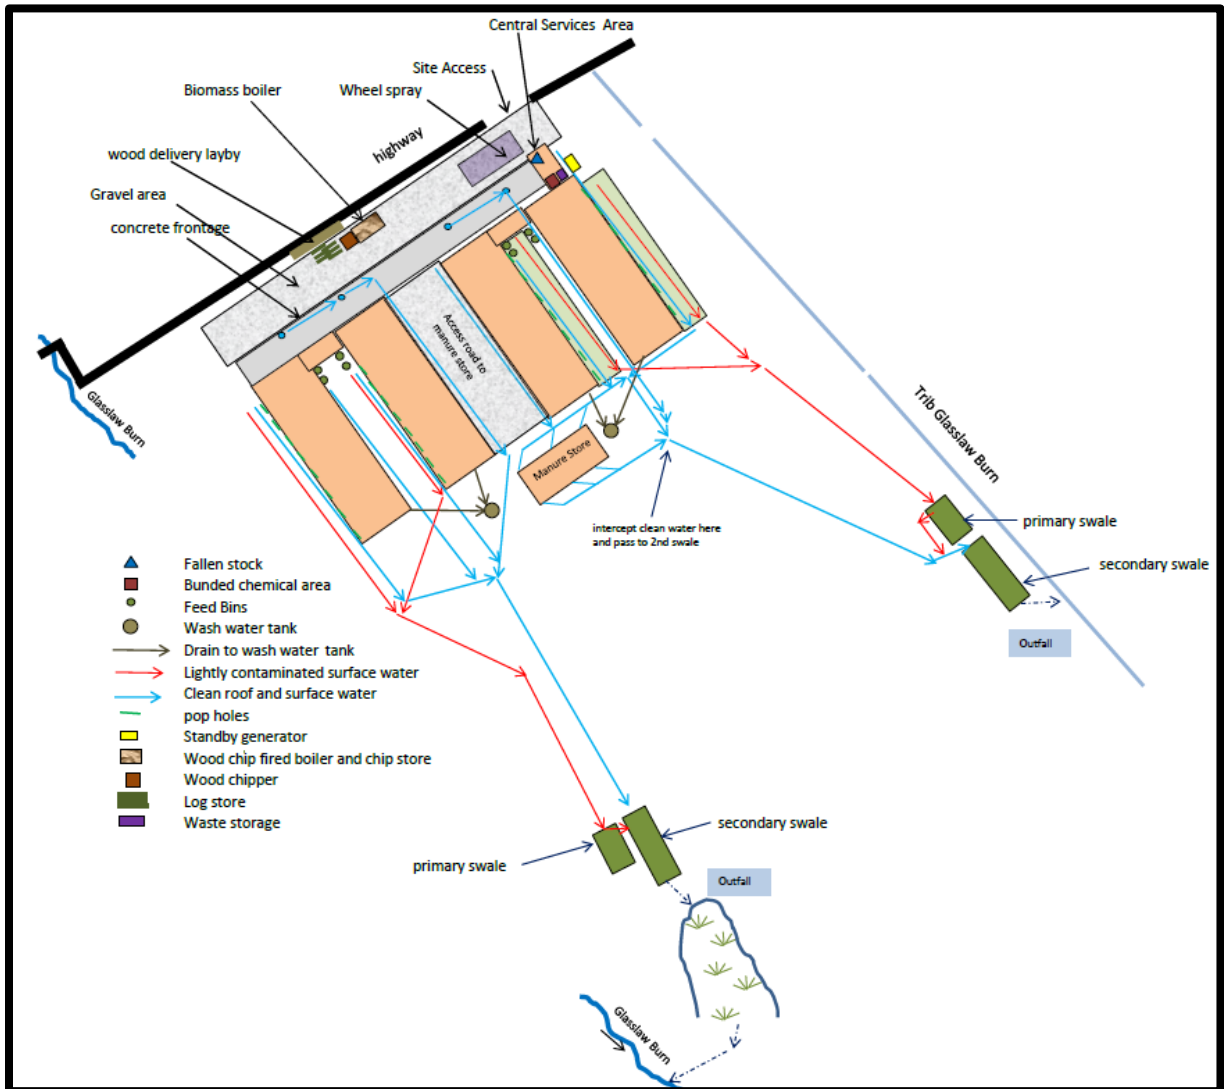 Central Services  Area
Site Access
Biomass boiler
Wheel spray
highway
wood delivery layby
Gravel area
concrete frontage
Access road to
manure store
Glasslaw Burn
Trib Glasslaw Burn
Manure Store
intercept clean water here
and pass to 2nd swale
primary swale
secondary swale
Outfall
Fallen stock
Bunded chemical area
Feed Bins
Wash water tank
Drain to wash water tank
Lightly contaminated surface water
Clean roof and surface water
pop holes
Standby generator
Wood chip fired boiler and chip store
Wood chipper
Log store
Waste storage
secondary swale
primary swale
Outfall
Glasslaw Burn